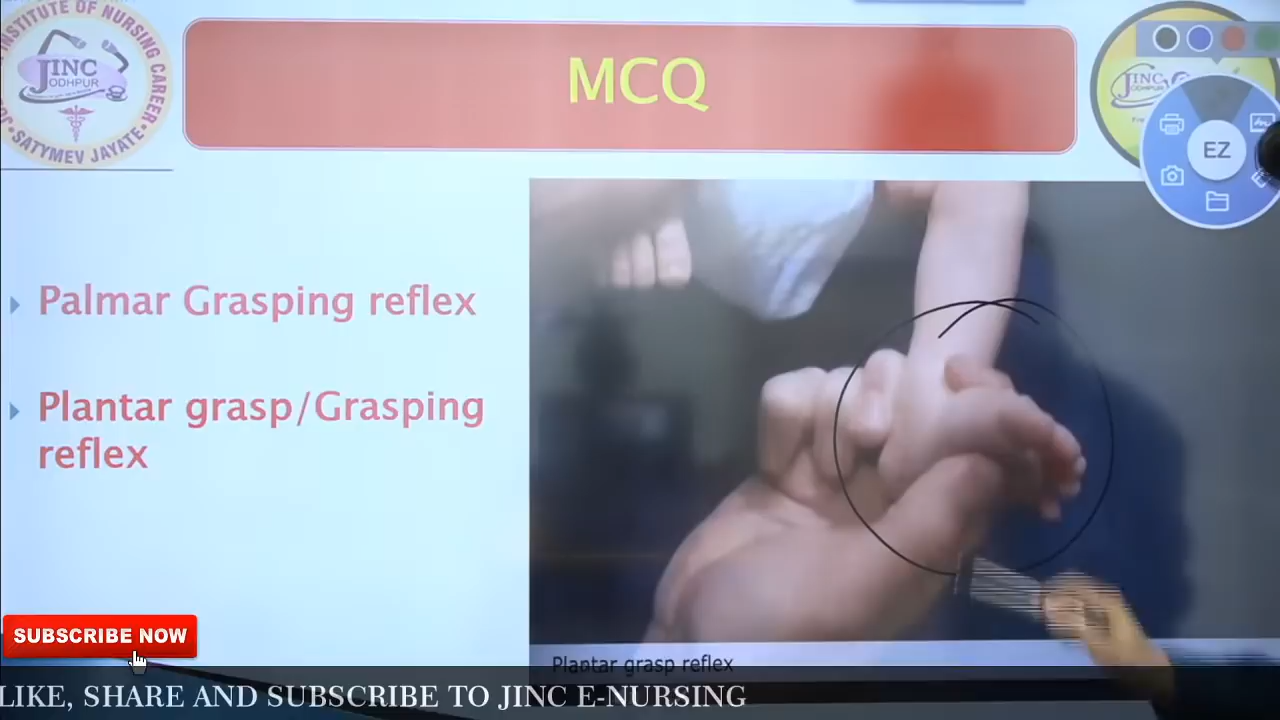 INSTITUTE OF NURSING CAREER
JINC
JODHPUR
SATYMEV JAYATE
MCQ
JINC
EZ
Palmar Grasping reflex
Plantar grasp/Grasping
reflex
Plantar grasp reflex
SUBSCRIBE NOW
LIKE, SHARE AND SUBSCRIBE TO JINC E-NURSING